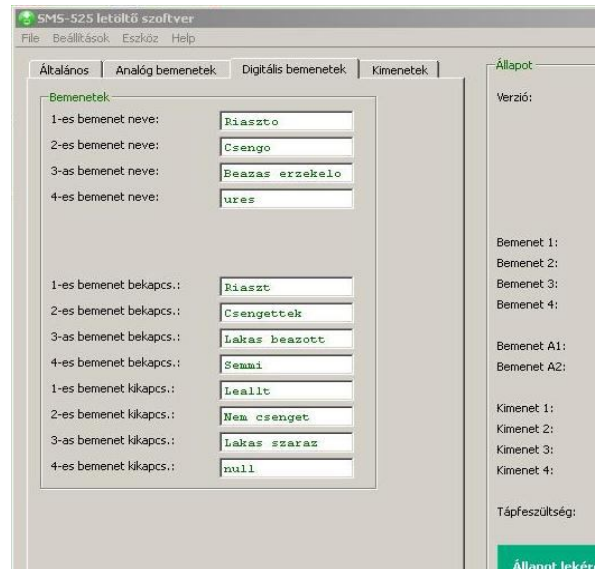 SMS-525 letöltő szoftver
File Beállítások Eszköz Help
Általános Analóg bemenetek Digitális bemenetek Kimenetek
Bemenetek
1-es bemenet neve: Riaszto
2-es bemenet neve: Csengo
3-as bemenet neve: Beazas erzekelo
4-es bemenet neve: ures
1-es bemenet bekapcs.: Riaszt
2-es bemenet bekapcs.: Csengettek
3-as bemenet bekapcs.: Lakas beazott
4-es bemenet bekapcs.: Semmi
1-es bemenet kikapcs.: Leallt
2-es bemenet kikapcs.: Nem csenget
3-as bemenet kikapcs.: Lakas szaraz
4-es bemenet kikapcs.: null
Állapot
Verzió:
Bemenet 1:
Bemenet 2:
Bemenet 3:
Bemenet 4:
Bemenet A1:
Bemenet A2:
Kimenet 1:
Kimenet 2:
Kimenet 3:
Kimenet 4:
Tápfeszültség:
Állapot